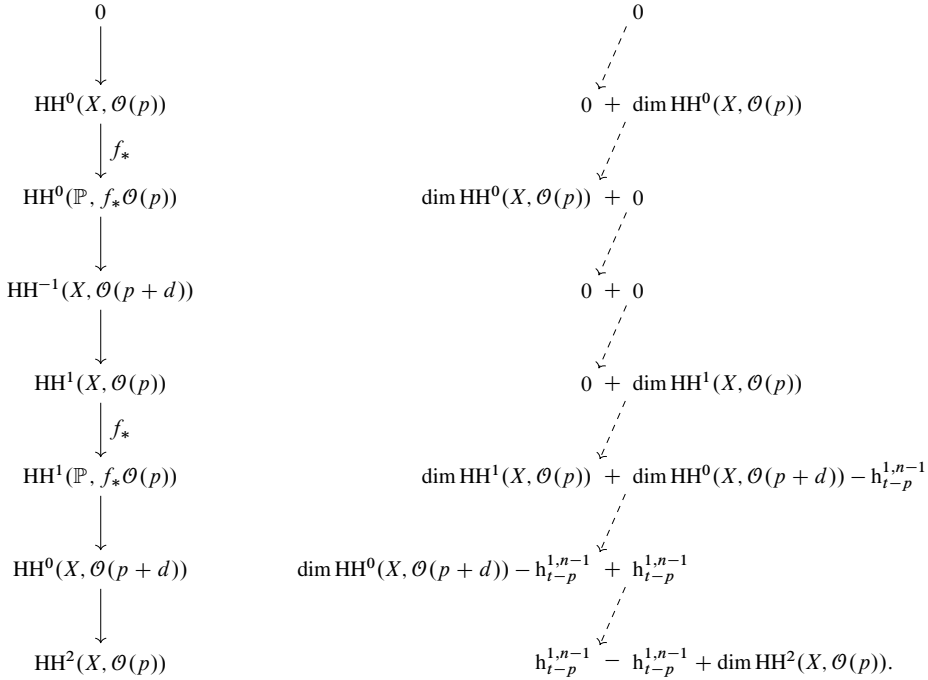 0 0
HH^0(X, 𝒪(p)) 0 + dim HH^0(X, 𝒪(p))
f_*
HH^0(ℙ, f_*𝒪(p)) dim HH^0(X, 𝒪(p)) + 0
HH^{-1}(X, 𝒪(p + d)) 0 + 0
HH^1(X, 𝒪(p)) 0 + dim HH^1(X, 𝒪(p))
f_*
HH^1(ℙ, f_*𝒪(p)) dim HH^1(X, 𝒪(p)) + dim HH^0(X, 𝒪(p + d)) − h^{1,n−1}_{t−p}
HH^0(X, 𝒪(p + d)) dim HH^0(X, 𝒪(p + d)) − h^{1,n−1}_{t−p} + h^{1,n−1}_{t−p}
HH^2(X, 𝒪(p)) h^{1,n−1}_{t−p} − h^{1,n−1}_{t−p} + dim HH^2(X, 𝒪(p)).